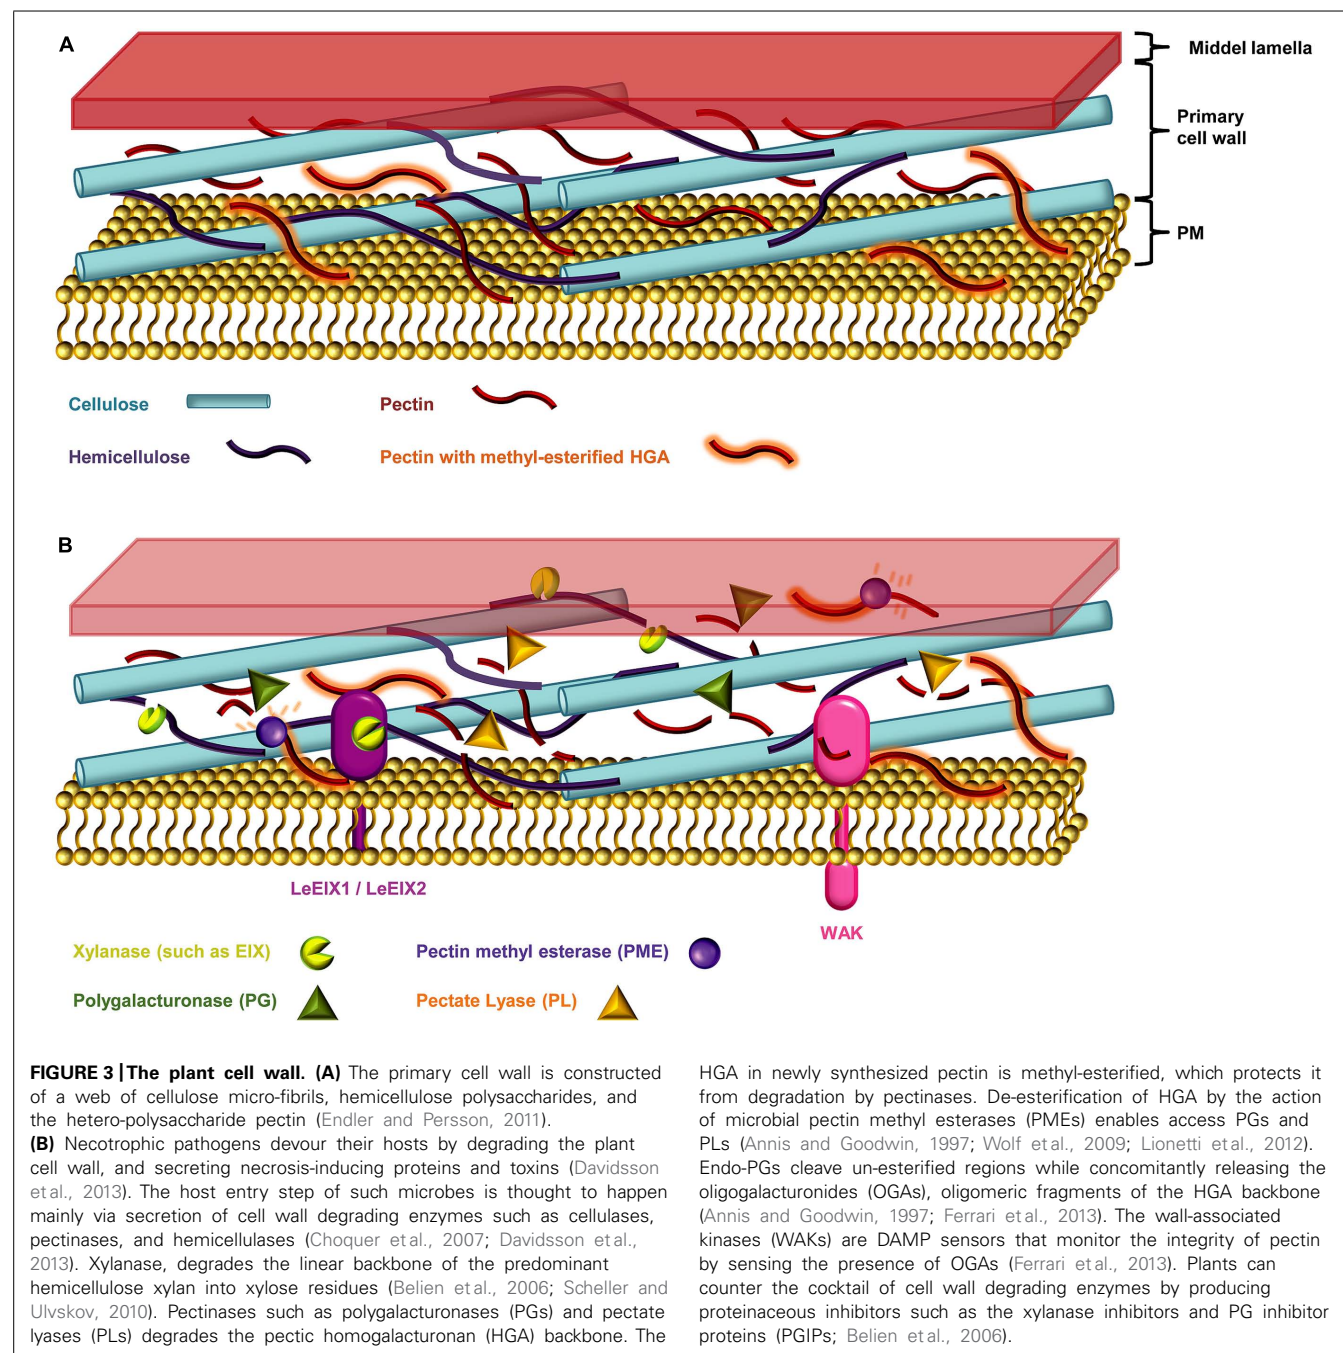 A
Middel lamella
Primary
cell wall
PM
Cellulose
Pectin
Hemicellulose
Pectin with methyl-esterified HGA
B
LeEIX1 / LeEIX2
WAK
Xylanase (such as EIX)
Pectin methyl esterase (PME)
Polygalacturonase (PG)
Pectate Lyase (PL)
FIGURE 3 | The plant cell wall. (A) The primary cell wall is constructed
of a web of cellulose micro-fibrils, hemicellulose polysaccharides, and
the hetero-polysaccharide pectin (Endler and Persson, 2011).
(B) Necrotrophic pathogens devour their hosts by degrading the plant
cell wall, and secreting necrosis-inducing proteins and toxins (Davidsson
et al., 2013). The host entry step of such microbes is thought to happen
mainly via secretion of cell wall degrading enzymes such as cellulases,
pectinases, and hemicellulases (Choquer et al., 2007; Davidsson et al.,
2013). Xylanase, degrades the linear backbone of the predominant
hemicellulose xylan into xylose residues (Belien et al., 2006; Scheller and
Ulvskov, 2010). Pectinases such as polygalacturonases (PGs) and pectate
lyases (PLs) degrades the pectic homogalacturonan (HGA) backbone. The
HGA in newly synthesized pectin is methyl-esterified, which protects it
from degradation by pectinases. De-esterification of HGA by the action
of microbial pectin methyl esterases (PMEs) enables access PGs and
PLs (Annis and Goodwin, 1997; Wolf et al., 2009; Lionetti et al., 2012).
Endo-PGs cleave un-esterified regions while concomitantly releasing the
oligogalacturonides (OGAs), oligomeric fragments of the HGA backbone
(Annis and Goodwin, 1997; Ferrari et al., 2013). The wall-associated
kinases (WAKs) are DAMP sensors that monitor the integrity of pectin
by sensing the presence of OGAs (Ferrari et al., 2013). Plants can
counter the cocktail of cell wall degrading enzymes by producing
proteinaceous inhibitors such as the xylanase inhibitors and PG inhibitor
proteins (PGIPs; Belien et al., 2006).